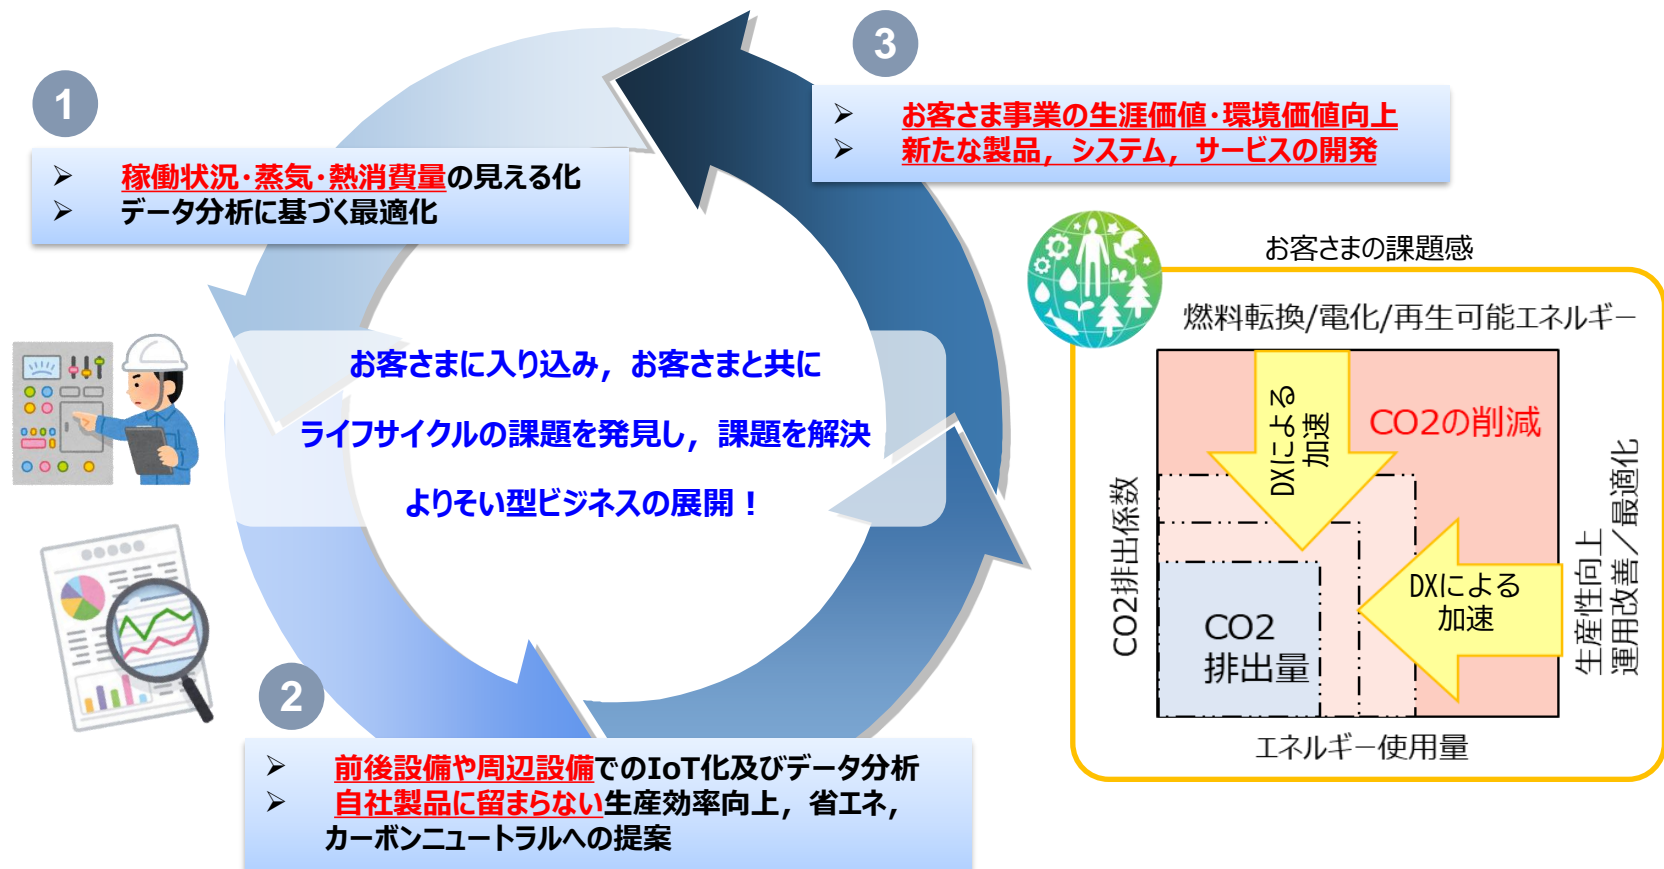 1
➢ 稼働状況・蒸気・熱消費量の見える化
➢ データ分析に基づく最適化
3
➢ お客さま事業の生涯価値・環境価値向上
➢ 新たな製品，システム，サービスの開発
お客さまに入り込み，お客さまと共に
ライフサイクルの課題を発見し，課題を解決
よりそい型ビジネスの展開！
2
➢ 前後設備や周辺設備でのIoT化及びデータ分析
➢ 自社製品に留まらない生産効率向上，省エネ，
カーボンニュートラルへの提案
お客さまの課題感
燃料転換/電化/再生可能エネルギー
CO2排出係数
DXによる
加速
CO2の削減
DXによる
加速
CO2
排出量
生産性向上
運用改善／最適化
エネルギー使用量